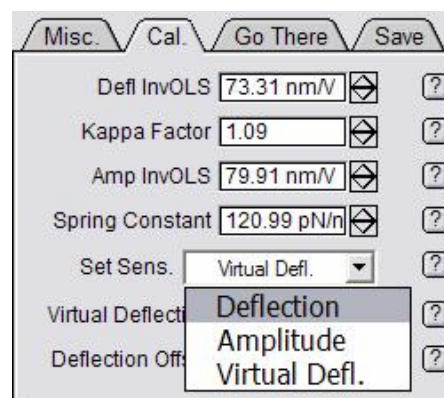 Misc. Cal. Go There Save
Defl InvOLS 73.31 nm/V ?
Kappa Factor 1.09 ?
Amp InvOLS 79.91 nm/V ?
Spring Constant 120.99 pN/n ?
Set Sens. Virtual Defl. ?
Virtual Deflecti ?
Deflection Off ?
Deflection
Amplitude
Virtual Defl.